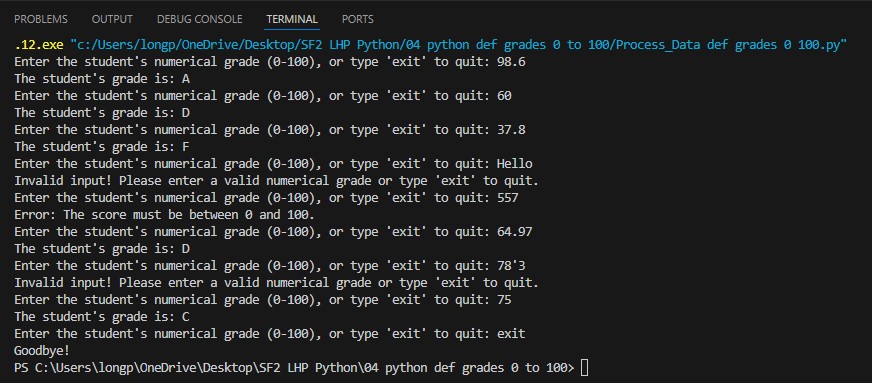 PROBLEMS OUTPUT DEBUG CONSOLE TERMINAL PORTS
.12.exe "c:/Users/longp/OneDrive/Desktop/SF2 LHP Python/04 python def grades 0 to 100/Process_Data def grades 0 100.py"
Enter the student's numerical grade (0-100), or type 'exit' to quit: 98.6
The student's grade is: A
Enter the student's numerical grade (0-100), or type 'exit' to quit: 60
The student's grade is: D
Enter the student's numerical grade (0-100), or type 'exit' to quit: 37.8
The student's grade is: F
Enter the student's numerical grade (0-100), or type 'exit' to quit: Hello
Invalid input! Please enter a valid numerical grade or type 'exit' to quit.
Enter the student's numerical grade (0-100), or type 'exit' to quit: 557
Error: The score must be between 0 and 100.
Enter the student's numerical grade (0-100), or type 'exit' to quit: 64.97
The student's grade is: D
Enter the student's numerical grade (0-100), or type 'exit' to quit: 78'3
Invalid input! Please enter a valid numerical grade or type 'exit' to quit.
Enter the student's numerical grade (0-100), or type 'exit' to quit: 75
The student's grade is: C
Enter the student's numerical grade (0-100), or type 'exit' to quit: exit
Goodbye!
PS C:\Users\longp\OneDrive\Desktop\SF2 LHP Python\04 python def grades 0 to 100>